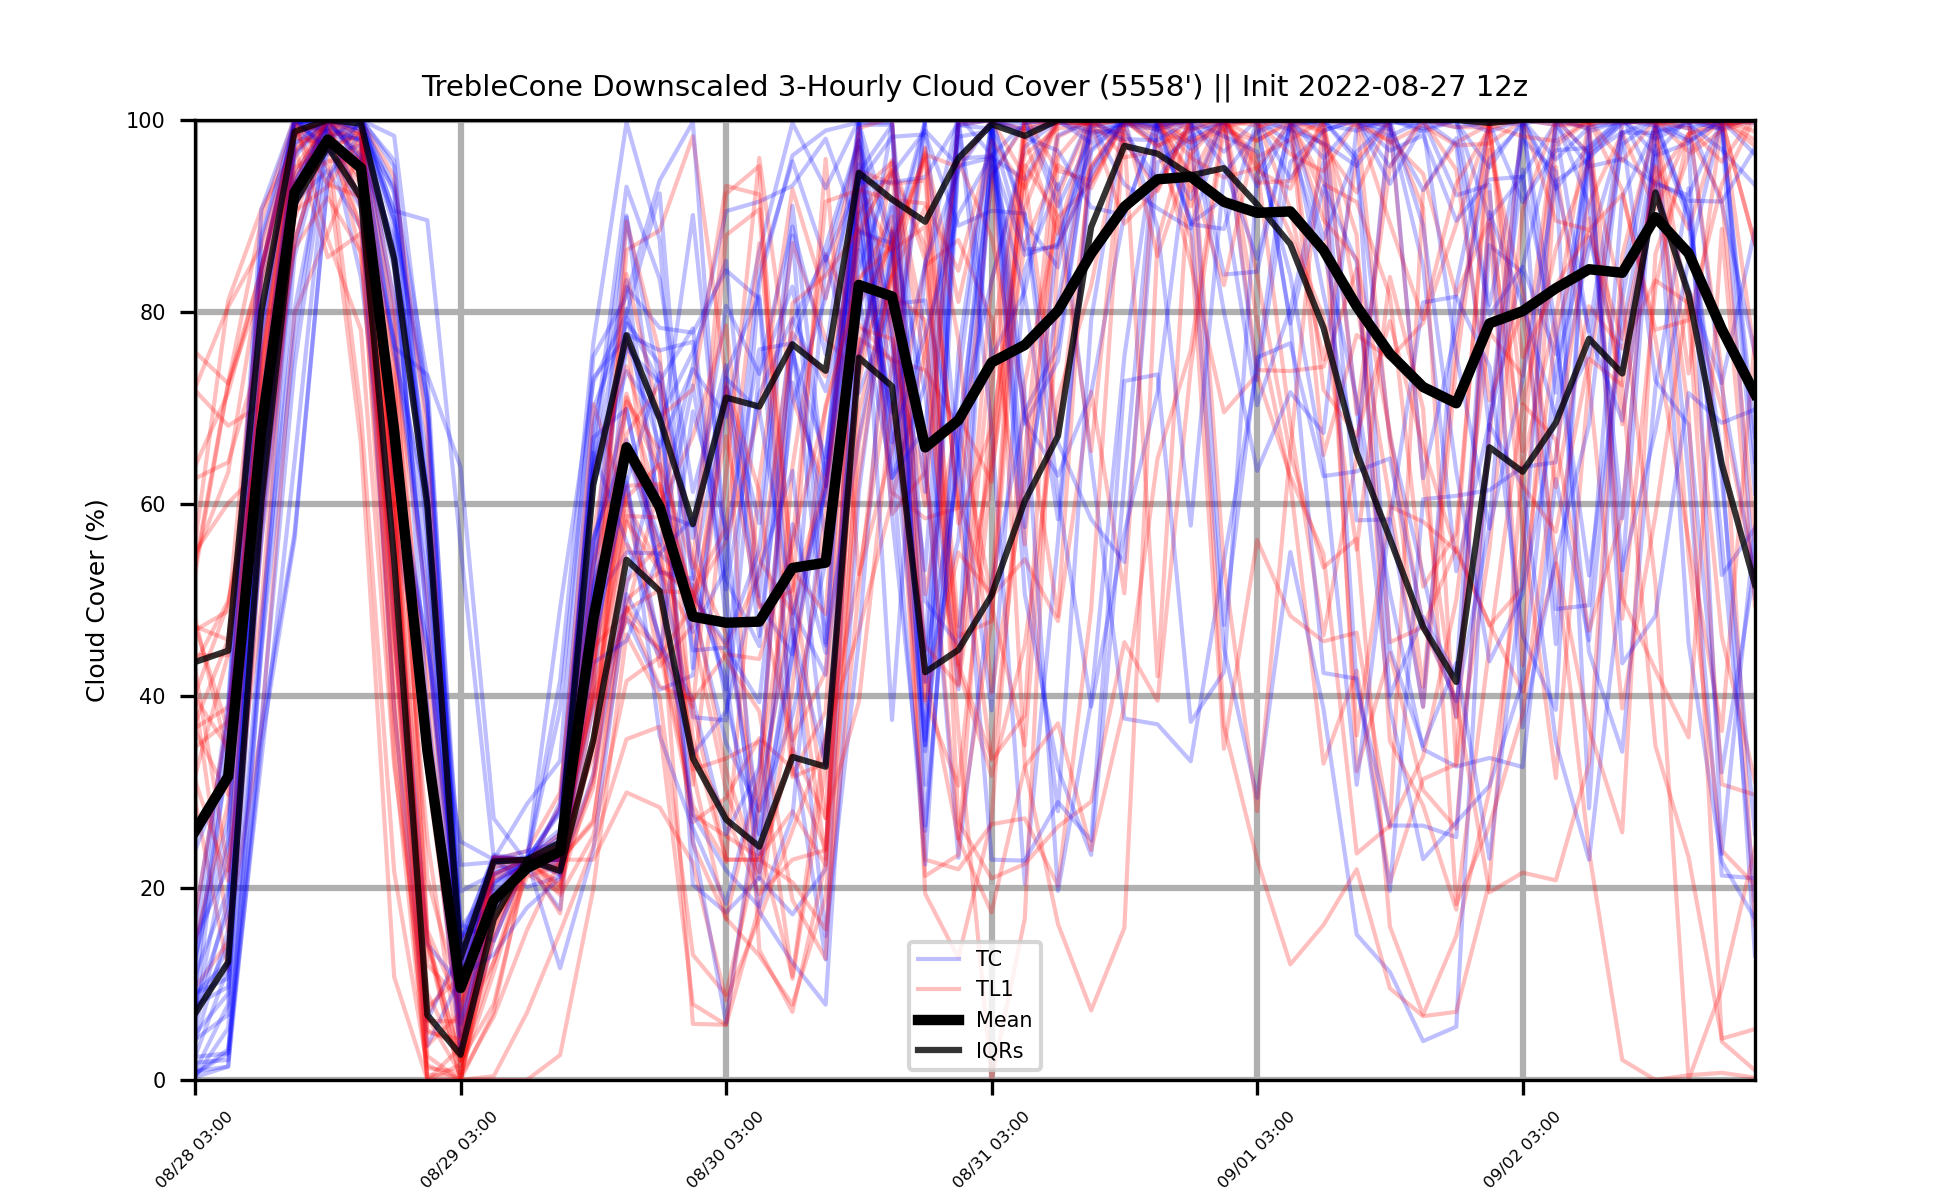 TrebleCone Downscaled 3-Hourly Cloud Cover (5558') || Init 2022-08-27 12z
Cloud Cover (%)
100
80
60
40
20
0
TC
TL1
Mean
IQRs
08/28 03:00
08/29 03:00
08/30 03:00
08/31 03:00
09/01 03:00
09/02 03:00